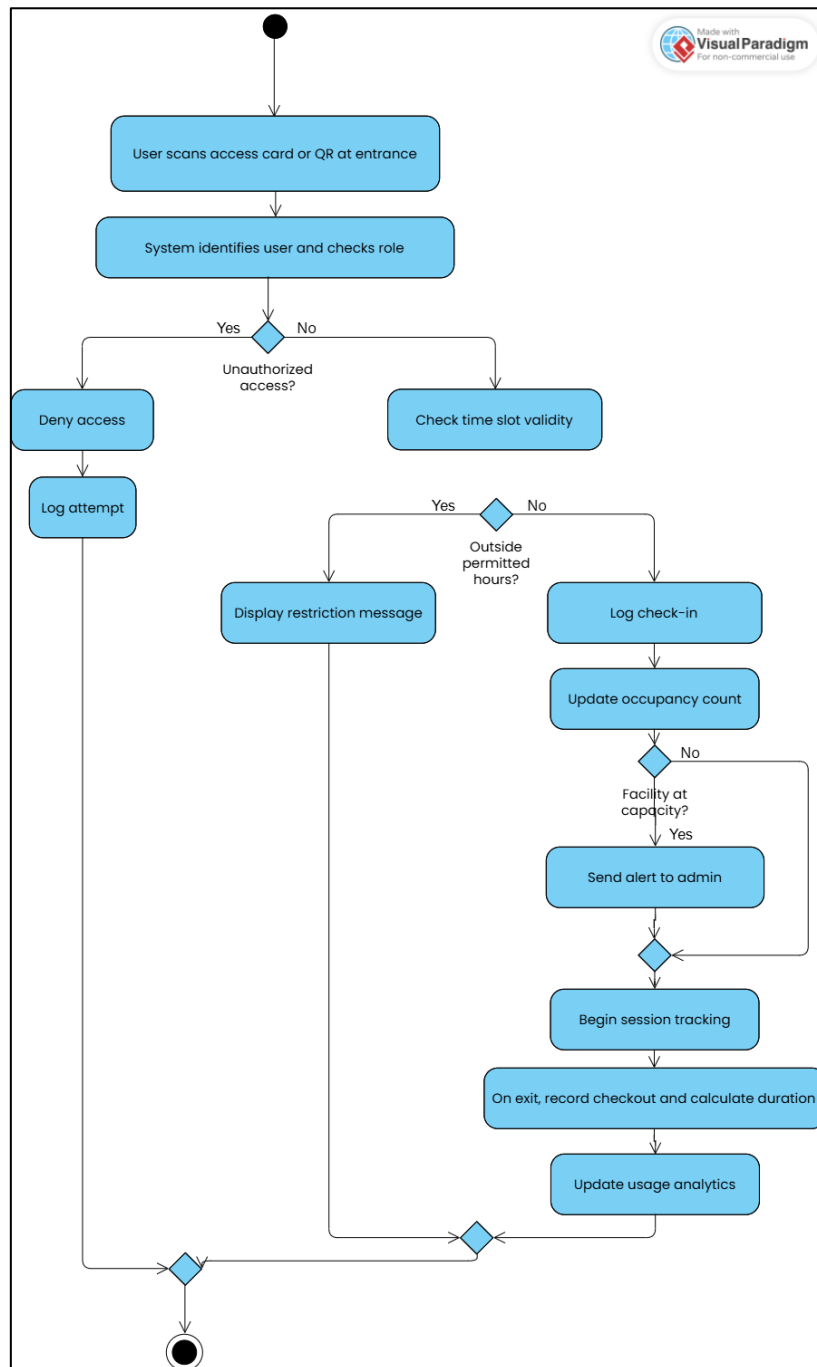 Made with
VisualParadigm
For non-commercial use
User scans access card or QR at entrance
System identifies user and checks role
Yes
No
Unauthorized
access?
Deny access
Check time slot validity
Log attempt
Yes
No
Outside
permitted
hours?
Display restriction message
Log check-in
Update occupancy count
No
Facility at
capacity?
Yes
Send alert to admin
Begin session tracking
On exit, record checkout and calculate duration
Update usage analytics